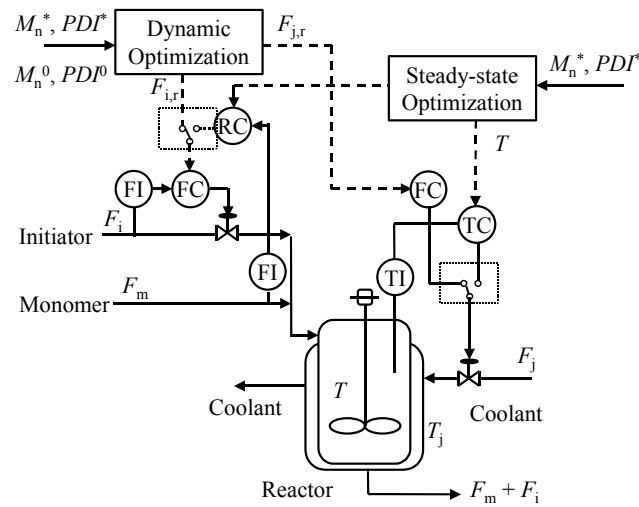 Mn*, PDI*
Mn0, PDI0
Dynamic
Optimization
Fj,r
Fi,r
Steady-state
Optimization
Mn*, PDI*
T
RC
FI
FC
FC
TC
Fi
Initiator
FI
TI
Monomer
Fm
Fj
Coolant
T
Tj
Coolant
Reactor
Fm + Fi